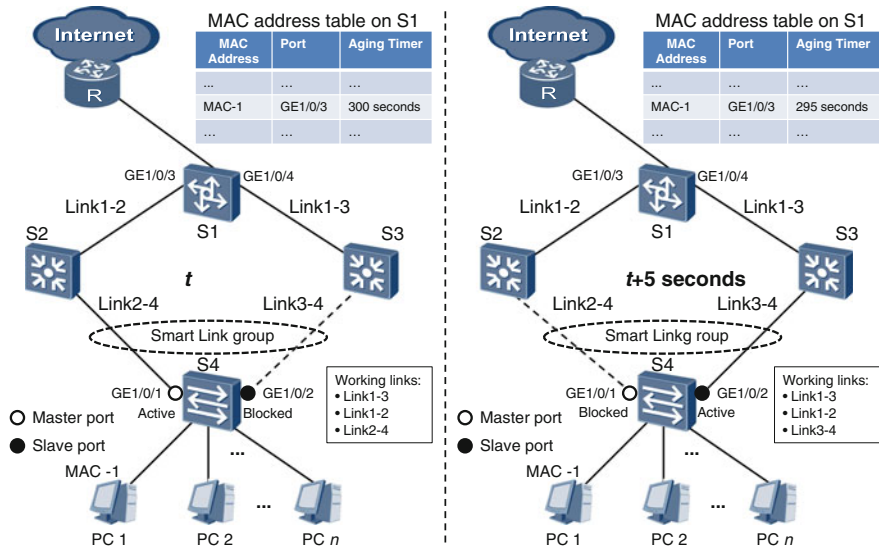 MAC address table on S1
Internet
MAC Address Port Aging Timer
... ... ...
MAC-1 GE1/0/3 300 seconds
... ... ...
R
GE1/0/3 GE1/0/4
Link1-2 Link1-3
S1
S2 S3
t
Link2-4 Link3-4
Smart Link group
S4
GE1/0/1 GE1/0/2
Active Blocked
Working links:
• Link1-3
• Link1-2
• Link2-4
Master port
Slave port
...
MAC -1
...
PC 1 PC 2 PC n
MAC address table on S1
Internet
MAC Address Port Aging Timer
... ... ...
MAC-1 GE1/0/3 295 seconds
... ... ...
R
GE1/0/3 GE1/0/4
Link1-2 Link1-3
S1
S2 S3
t+5 seconds
Link2-4 Link3-4
Smart Linkg roup
S4
GE1/0/1 GE1/0/2
Blocked Active
Working links:
• Link1-3
• Link1-2
• Link3-4
Master port
Slave port
...
MAC -1
...
PC 1 PC 2 PC n